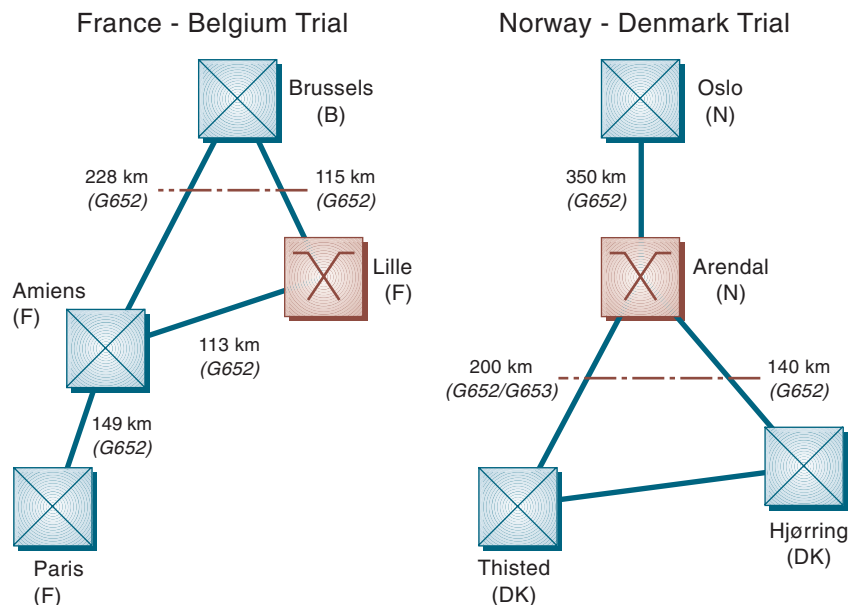 France - Belgium Trial
Brussels
(B)
228 km
(G652)
115 km
(G652)
Lille
(F)
Amiens
(F)
113 km
(G652)
149 km
(G652)
Paris
(F)
Norway - Denmark Trial
Oslo
(N)
350 km
(G652)
Arendal
(N)
200 km
(G652/G653)
140 km
(G652)
Hjørring
(DK)
Thisted
(DK)